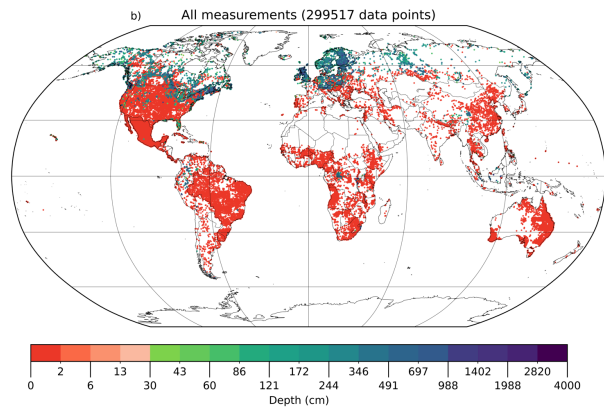 b) All measurements (299517 data points)
2 13 43 86 172 346 697 1402 2820 4000
0 6 30 60 121 244 491 988 1988
Depth (cm)